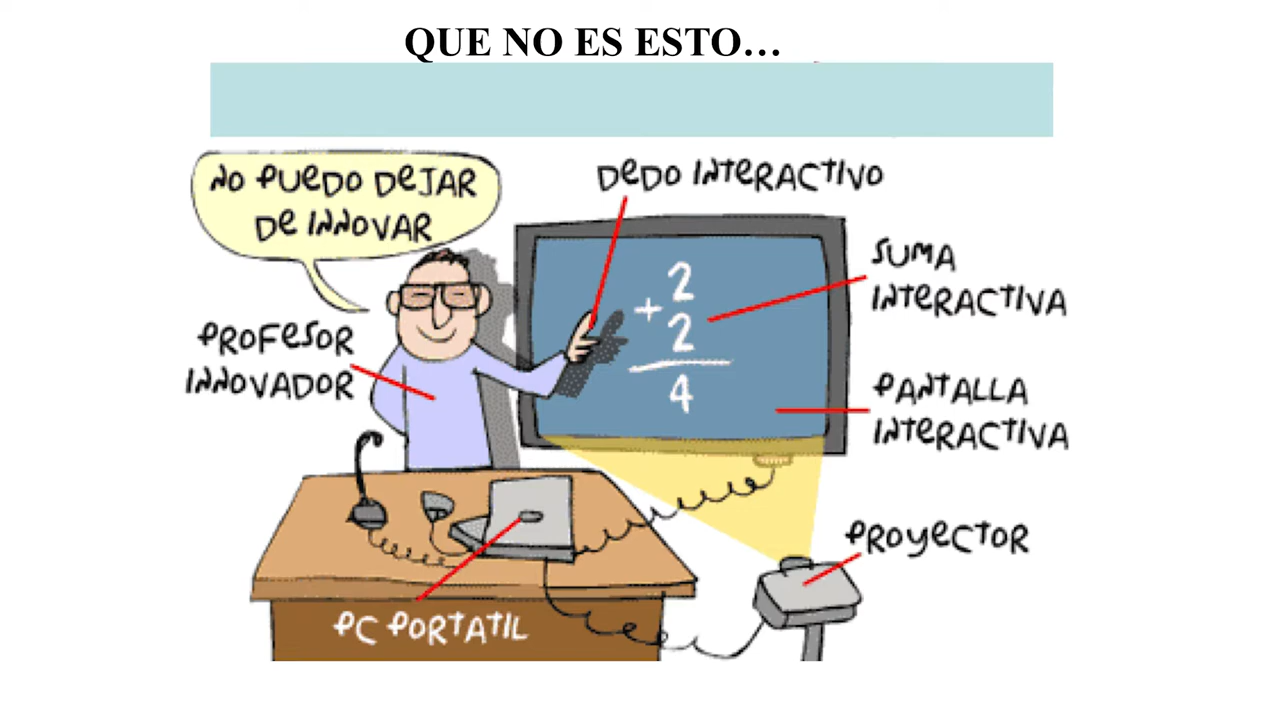 QUE NO ES ESTO…
NO PUEDO DEJAR
DE INNOVAR
DEDO INTERACTIVO
SUMA
INTERACTIVA
PROFESOR
INNOVADOR
2
+
2
4
PANTALLA
INTERACTIVA
PROYECTOR
PC PORTATIL